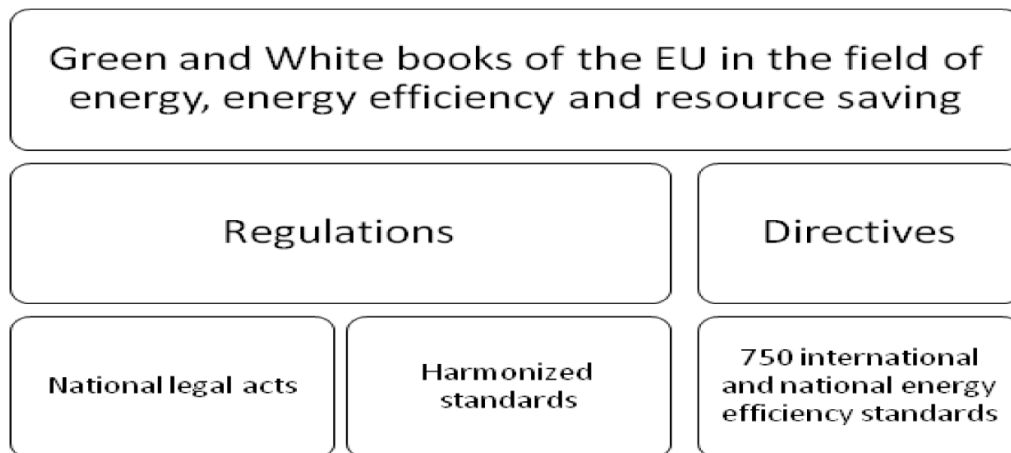 Green and White books of the EU in the field of
energy, energy efficiency and resource saving
Regulations
Directives
National legal acts
Harmonized
standards
750 international
and national energy
efficiency standards